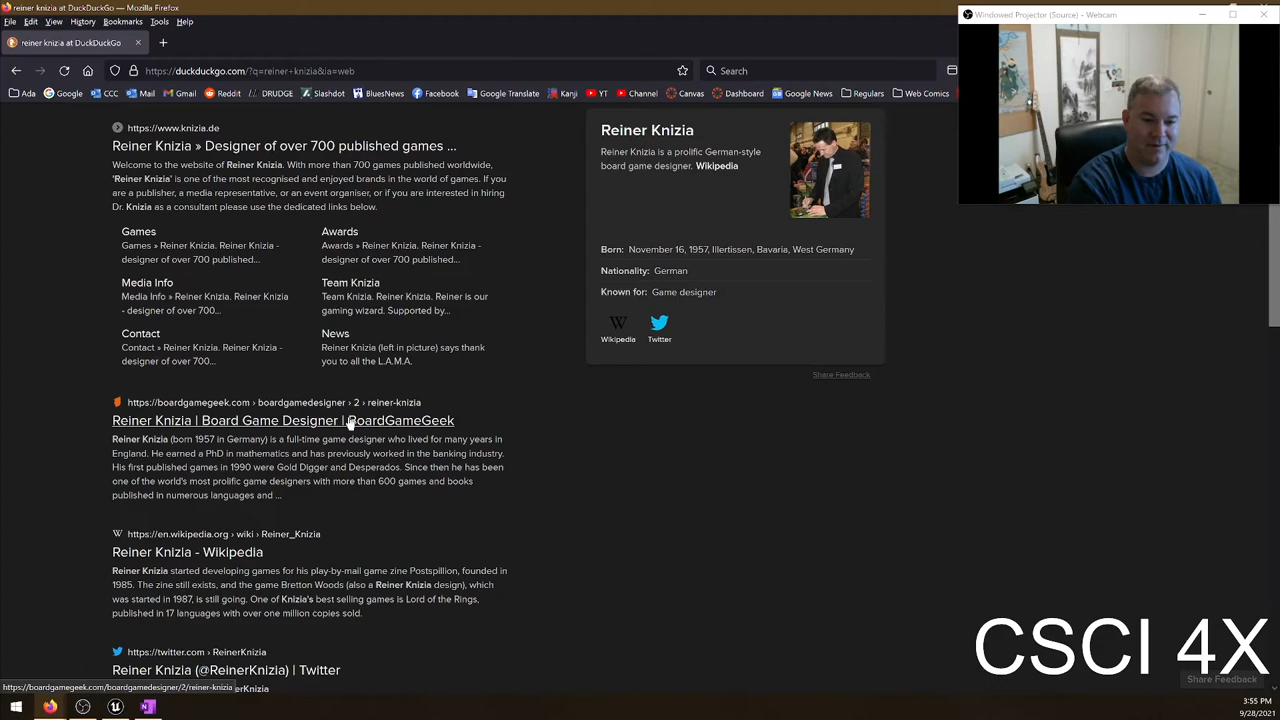 reiner knizia at DuckDuckGo — Mozilla Firefox
File Edit View History Bookmarks Tools Help
reiner knizia at DuckDuckGo
https://duckduckgo.com/?q=reiner+knizia&ia=web
Search
Ada Google CCC Mail Gmail Reddit DRUDGE Slashdot BluesNews Facebook Google Translate Kanji YT Channel Canvas Dashboard Google News Regulars Web Comics
Windowed Projector (Source) - Webcam
https://www.knizia.de
Reiner Knizia » Designer of over 700 published games ...
Welcome to the website of Reiner Knizia. With more than 700 games published worldwide,
'Reiner Knizia' is one of the most recognised and enjoyed brands in the world of games. If you
are a publisher, a media representative, or an event organiser, or if you are interested in hiring
Dr. Knizia as a consultant please use the dedicated links below.
Games
Games » Reiner Knizia. Reiner Knizia -
designer of over 700 published...
Awards
Awards » Reiner Knizia. Reiner Knizia -
designer of over 700 published...
Media Info
Media Info » Reiner Knizia. Reiner Knizia
- designer of over 700...
Team Knizia
Team Knizia. Reiner Knizia. Reiner is our
gaming wizard. Supported by...
Contact
Contact » Reiner Knizia. Reiner Knizia -
designer of over 700...
News
Reiner Knizia (left in picture) says thank
you to all the L.A.M.A.
https://boardgamegeek.com › boardgamedesigner › 2 › reiner-knizia
Reiner Knizia | Board Game Designer | BoardGameGeek
Reiner Knizia (born 1957 in Germany) is a full-time game designer who lived for many years in
England. He earned a PhD in mathematics and has previously worked in the banking industry.
His first published games in 1990 were Gold Digger and Desperados. Since then he has been
one of the world's most prolific game designers with more than 600 games and books
published in numerous languages and ...
https://en.wikipedia.org › wiki › Reiner_Knizia
Reiner Knizia - Wikipedia
Reiner Knizia started developing games for his play-by-mail game zine Postspillion, founded in
1985. The zine still exists, and the game Bretton Woods (also a Reiner Knizia design), which
was started in 1987, is still going. One of Knizia's best selling games is Lord of the Rings,
published in 17 languages with over one million copies sold.
https://twitter.com › ReinerKnizia
Reiner Knizia (@ReinerKnizia) | Twitter
https://boardgamegeek.com/boardgamedesigner/2/reiner-knizia
Reiner Knizia
Reiner Knizia is a prolific German-style
board game designer. Wikipedia
Born: November 16, 1957, Illertissen, Bavaria, West Germany
Nationality: German
Known for: Game designer
Wikipedia Twitter
Share Feedback
CSCI 4X
Share Feedback
3:55 PM
9/28/2021